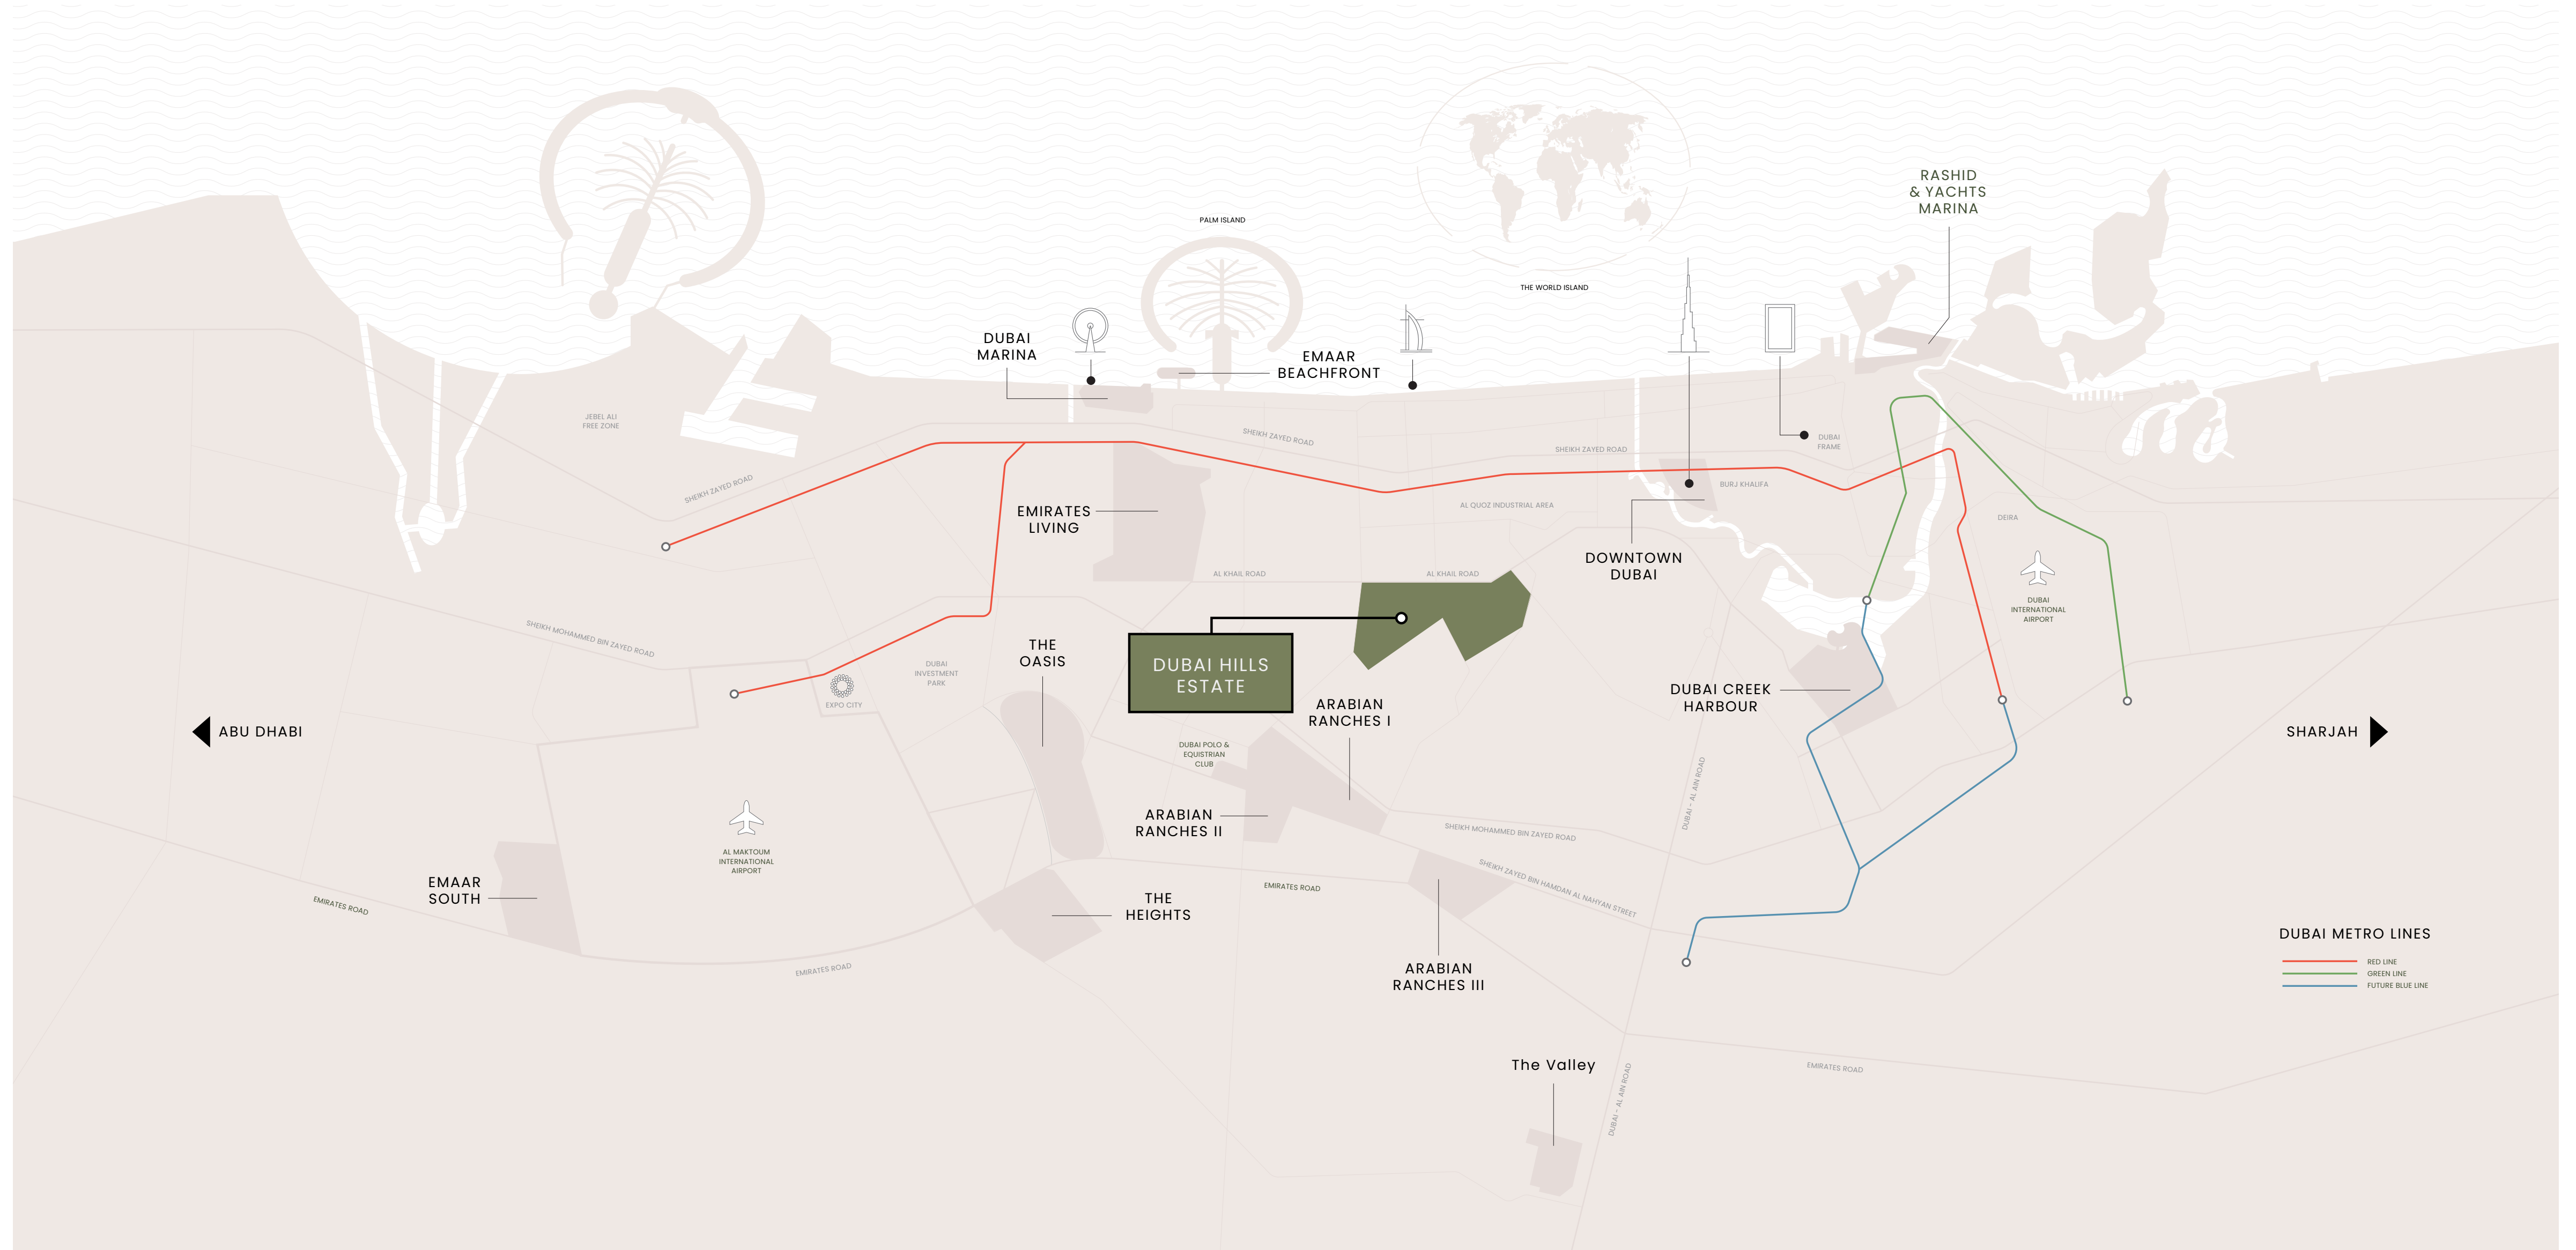 PALM ISLAND
THE WORLD ISLAND
RASHID
& YACHTS
MARINA
DUBAI
MARINA
EMAAR
BEACHFRONT
JEBEL ALI
FREE ZONE
SHEIKH ZAYED ROAD
SHEIKH ZAYED ROAD
SHEIKH ZAYED ROAD
DUBAI
FRAME
BURJ KHALIFA
AL QUOZ INDUSTRIAL AREA
EMIRATES
LIVING
DEIRA
DOWNTOWN
DUBAI
AL KHAIL ROAD
AL KHAIL ROAD
DUBAI
INTERNATIONAL
AIRPORT
SHEIKH MOHAMMED BIN ZAYED ROAD
THE
OASIS
DUBAI
INVESTMENT
PARK
DUBAI HILLS
ESTATE
EXPO CITY
ARABIAN
RANCHES I
DUBAI CREEK
HARBOUR
ABU DHABI
SHARJAH
DUBAI POLO &
EQUISTRIAN
CLUB
DUBAI - AL AIN ROAD
ARABIAN
RANCHES II
SHEIKH MOHAMMED BIN ZAYED ROAD
AL MAKTOUM
INTERNATIONAL
AIRPORT
EMAAR
SOUTH
EMIRATES ROAD
EMIRATES ROAD
SHEIKH ZAYED BIN HAMDAN AL NAHYAN STREET
THE
HEIGHTS
EMIRATES ROAD
ARABIAN
RANCHES III
DUBAI METRO LINES
RED LINE
GREEN LINE
FUTURE BLUE LINE
The Valley
DUBAI - AL AIN ROAD
EMIRATES ROAD